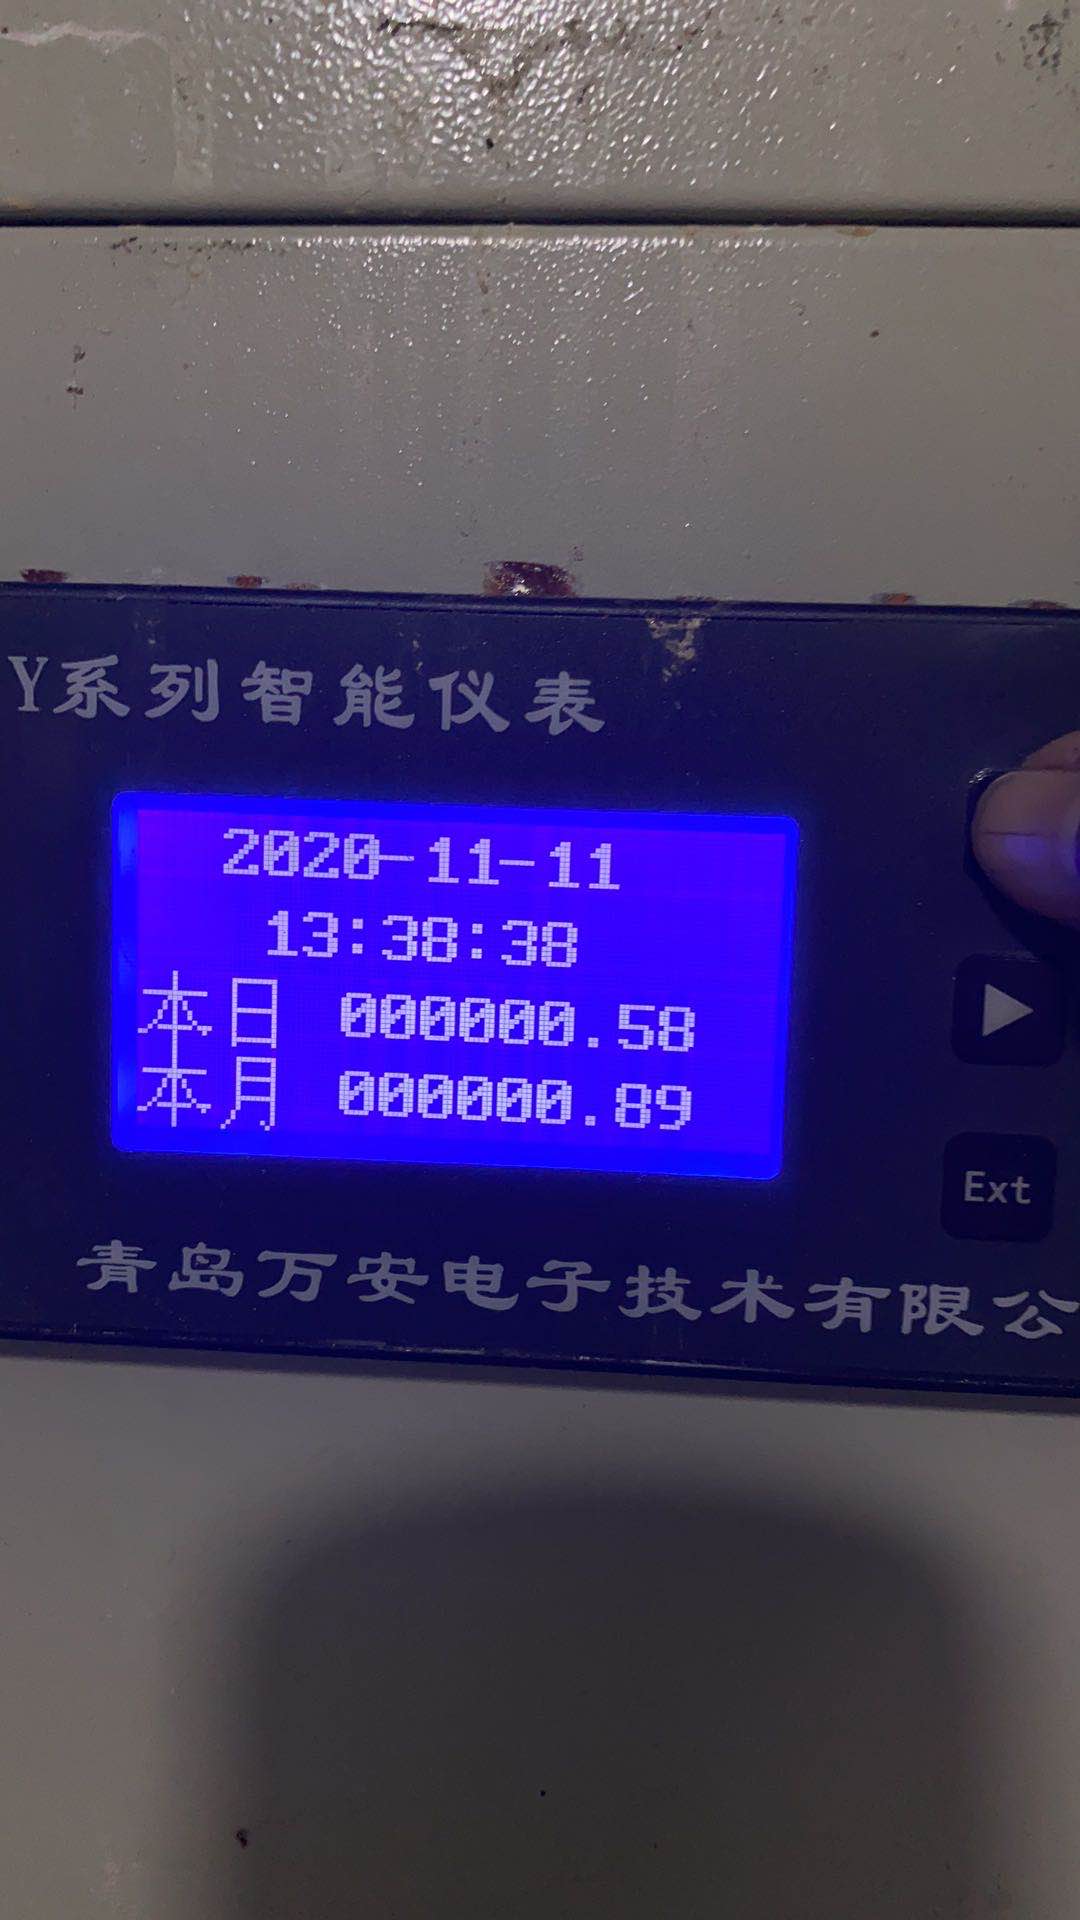 Y系列智能仪表
2020-11-11
13:38:38
本日 000000.58
本月 000000.89
Ext
青岛万安电子技术有限公